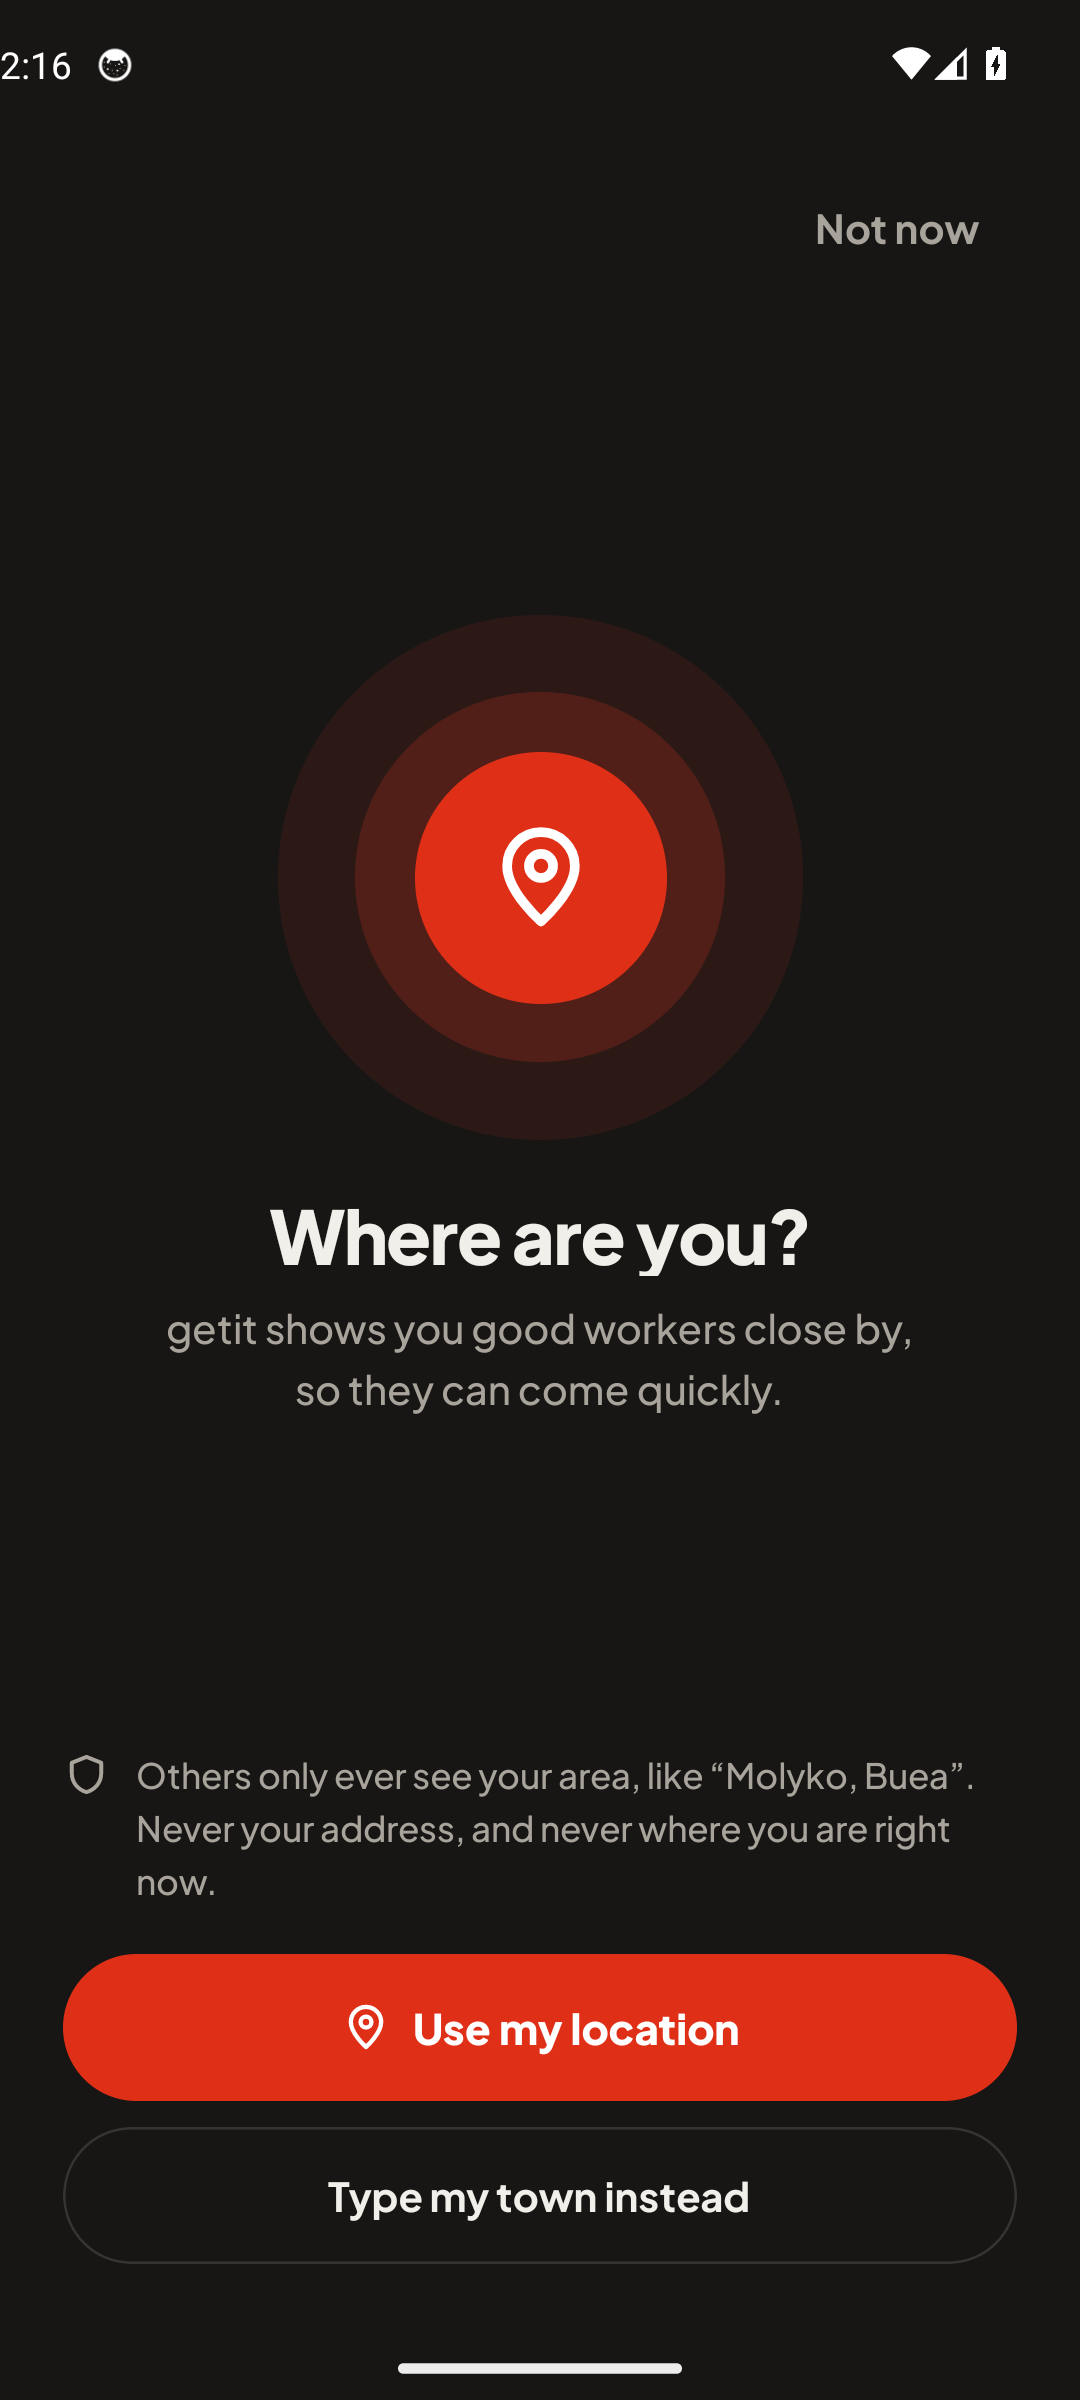 2:16
Not now
Where are you?
getit shows you good workers close by,
so they can come quickly.
Others only ever see your area, like “Molyko, Buea”.
Never your address, and never where you are right
now.
Use my location
Type my town instead